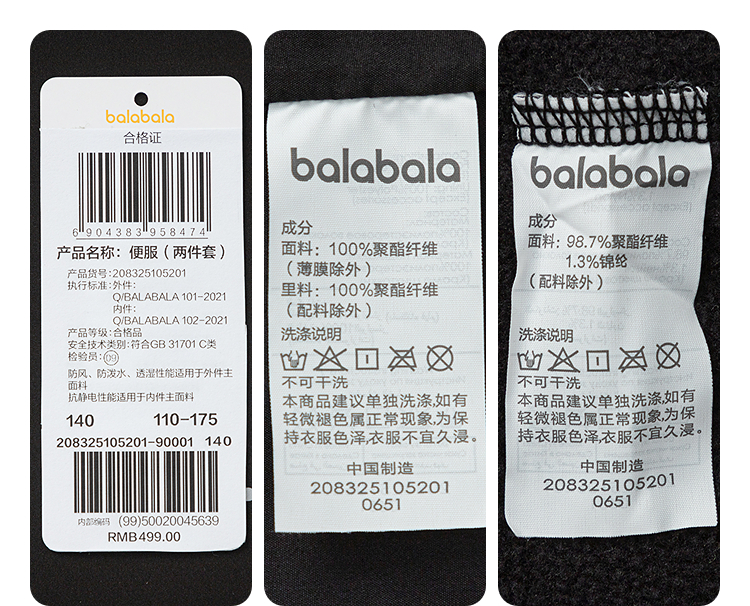 balabala
合格证
6 904383 958474
产品名称：便服（两件套）
产品货号:208325105201
执行标准:外件：
Q/BALABALA 101-2021
内件：
Q/BALABALA 102-2021
产品等级:合格品
安全技术类别:符合GB 31701 C类
检验员:09
防风、防泼水、透湿性能适用于外件主
面料
抗静电性能适用于内件主面料
140 110-175
208325105201-90001 140
内部编码 (99)50020045639
RMB499.00
balabala
成分
面料：100%聚酯纤维
（薄膜除外）
里料：100%聚酯纤维
（配料除外）
洗涤说明
不可干洗
本商品建议单独洗涤,如有
轻微褪色属正常现象,为保
持衣服色泽,衣服不宜久浸。
中国制造
208325105201
0651
balabala
成分
面料：98.7%聚酯纤维
1.3%锦纶
（配料除外）
洗涤说明
不可干洗
本商品建议单独洗涤,如有
轻微褪色属正常现象,为保
持衣服色泽,衣服不宜久浸。
中国制造
208325105201
0651